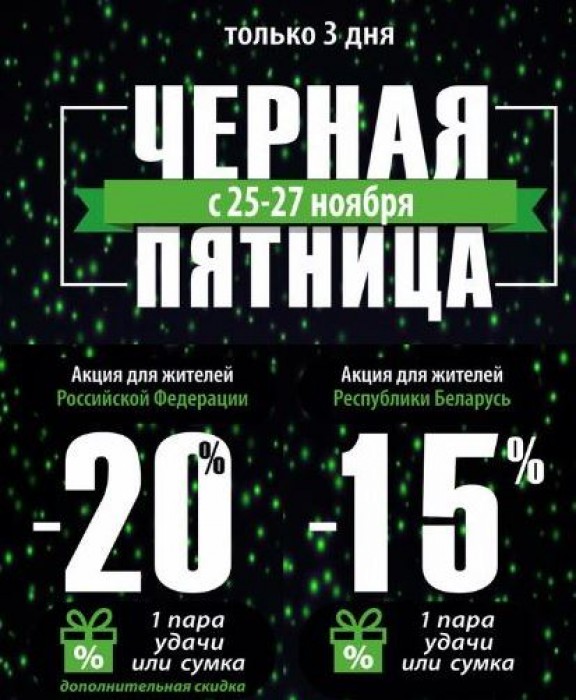 только 3 дня
ЧЕРНАЯ
с 25-27 ноября
ПЯТНИЦА
Акция для жителей
Российской Федерации
-20%
%
1 пара
удачи
или сумка
дополнительная скидка
Акция для жителей
Республики Беларусь
-15%
%
1 пара
удачи
или сумка